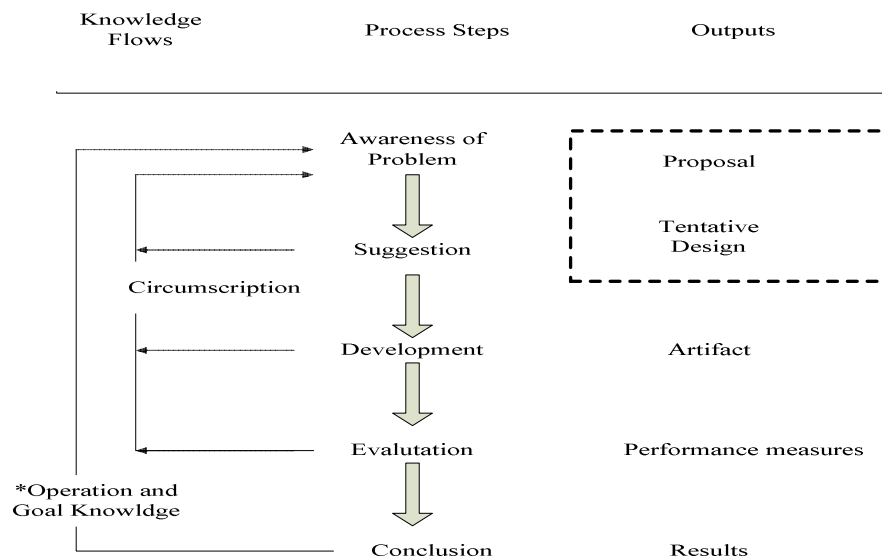 Knowledge
Flows
Process Steps
Outputs
Awareness of
Problem
Proposal
Tentative
Design
Suggestion
Circumscription
Development
Artifact
Evalutation
Performance measures
*Operation and
Goal Knowldge
Conclusion
Results